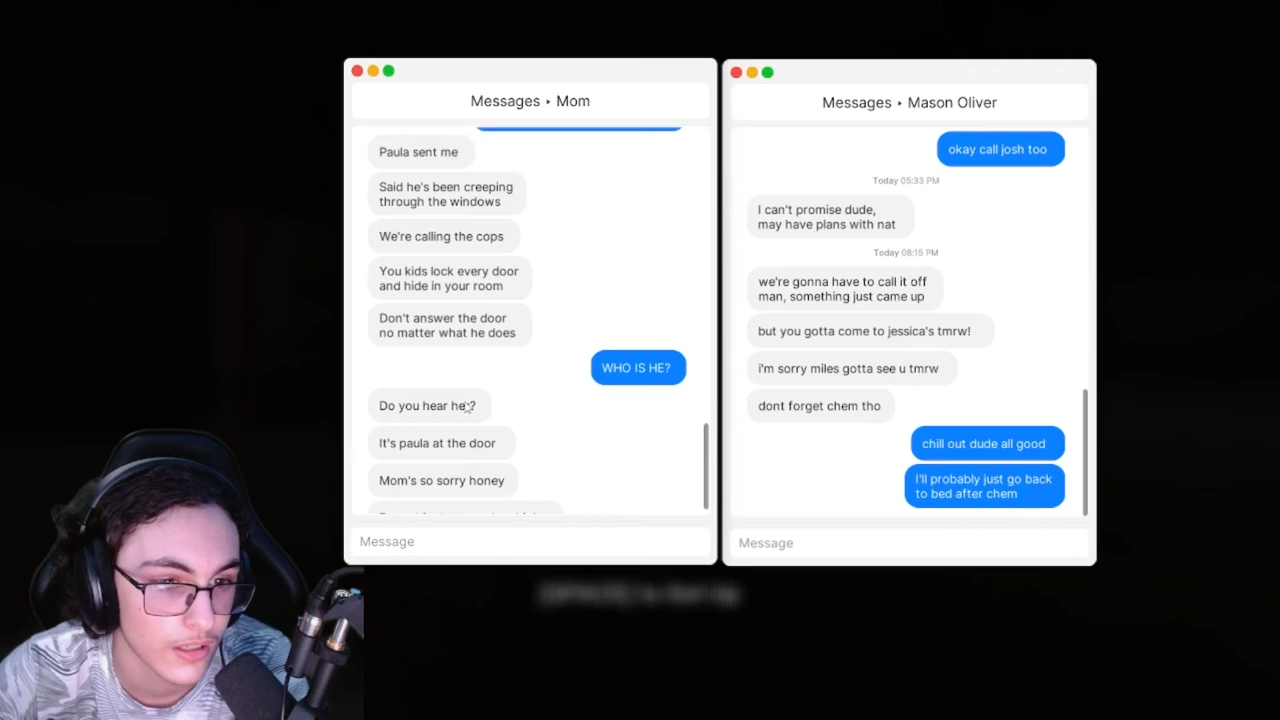 Messages ▸ Mom
Paula sent me
Said he's been creeping
through the windows
We're calling the cops
You kids lock every door
and hide in your room
Don't answer the door
no matter what he does
WHO IS HE?
Do you hear he?
It's paula at the door
Mom's so sorry honey
Message
Messages ▸ Mason Oliver
okay call josh too
Today 05:33 PM
I can't promise dude,
may have plans with nat
Today 08:15 PM
we're gonna have to call it off
man, something just came up
but you gotta come to jessica's tmrw!
i'm sorry miles gotta see u tmrw
dont forget chem tho
chill out dude all good
I'll probably just go back
to bed after chem
Message